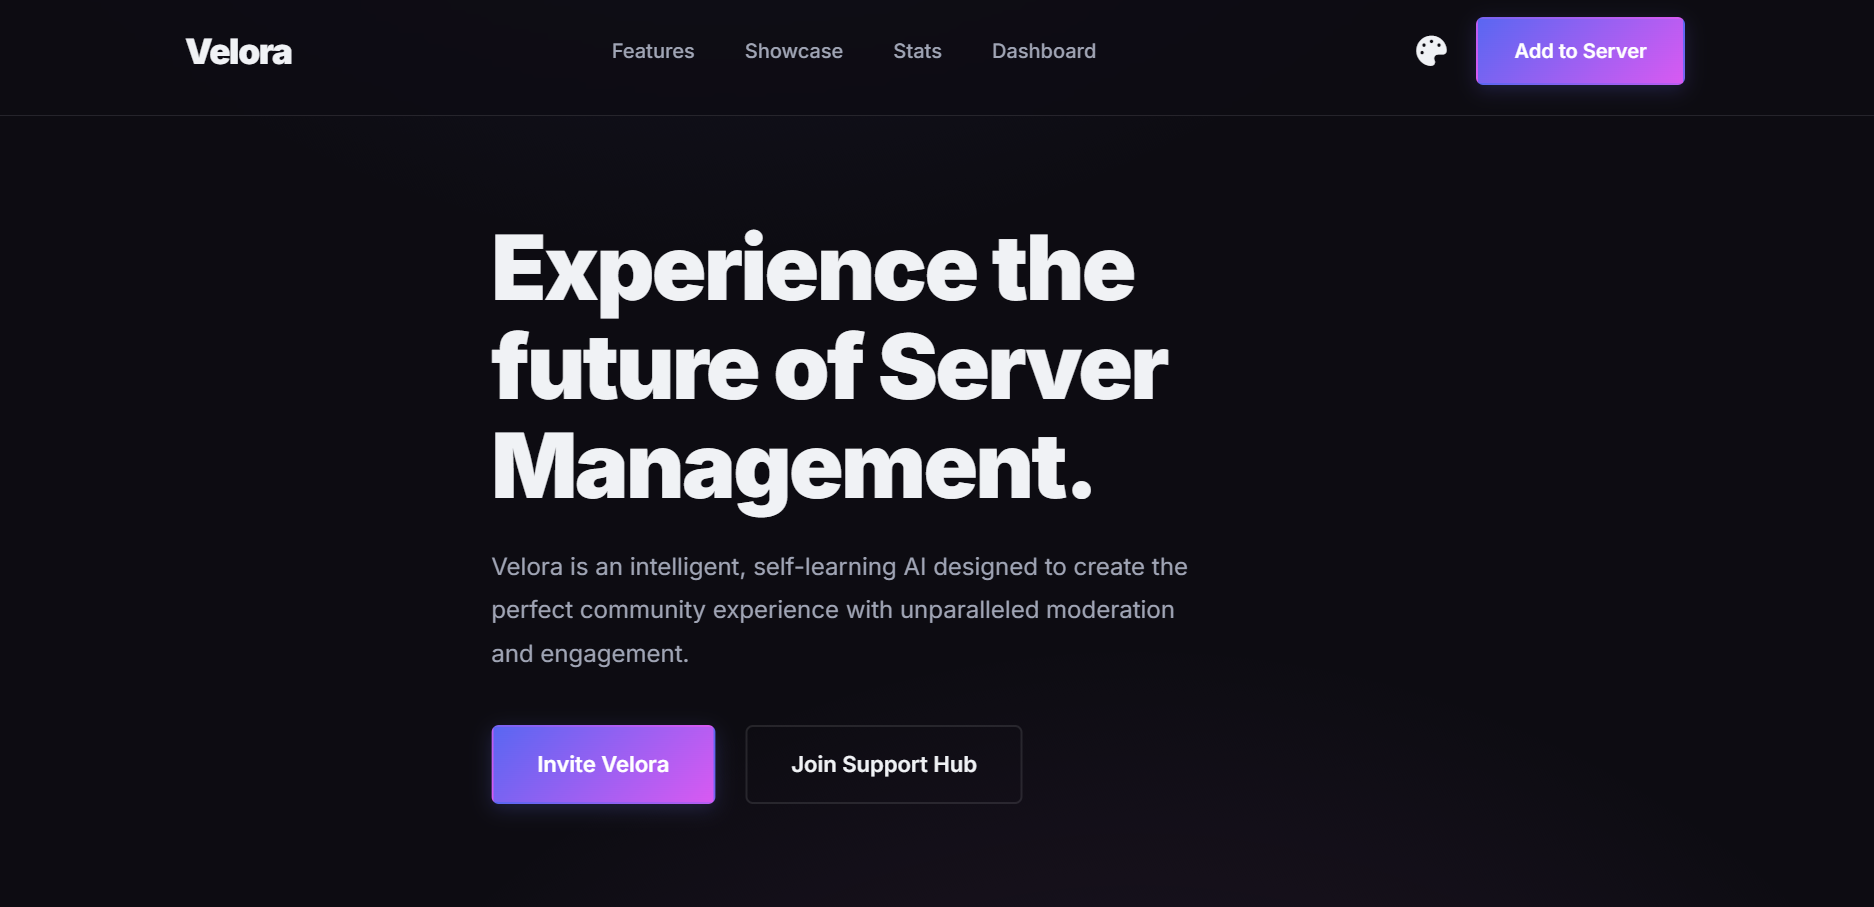 Velora
Features
Showcase
Stats
Dashboard
Add to Server
Experience the
future of Server
Management.
Velora is an intelligent, self-learning AI designed to create the
perfect community experience with unparalleled moderation
and engagement.
Invite Velora
Join Support Hub